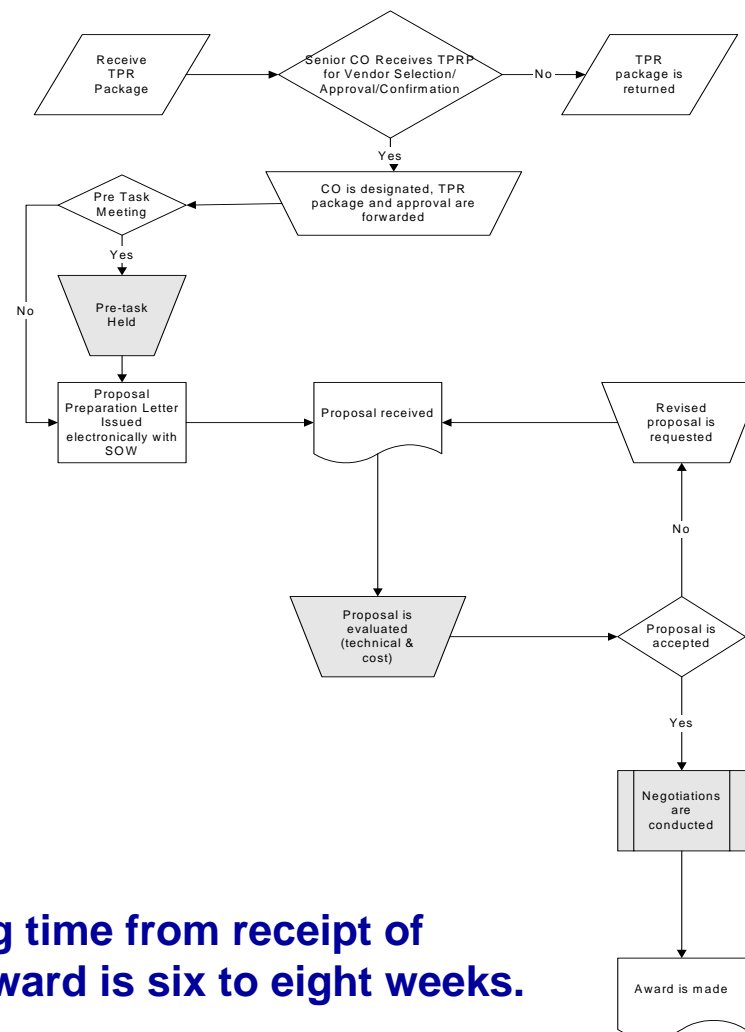 Receive
TPR
Package
Senior CO Receives TPRP
for Vendor Selection/
Approval/Confirmation
No
TPR
package is
returned
Yes
CO is designated, TPR
package and approval are
forwarded
Pre Task
Meeting
Yes
No
Pre-task
Held
Proposal
Preparation Letter
Issued
electronically with
SOW
Proposal received
Revised
proposal is
requested
No
Proposal is
evaluated
(technical &
cost)
Proposal is
accepted
Yes
Negotiations
are
conducted
g time from receipt of
ward is six to eight weeks.
Award is made